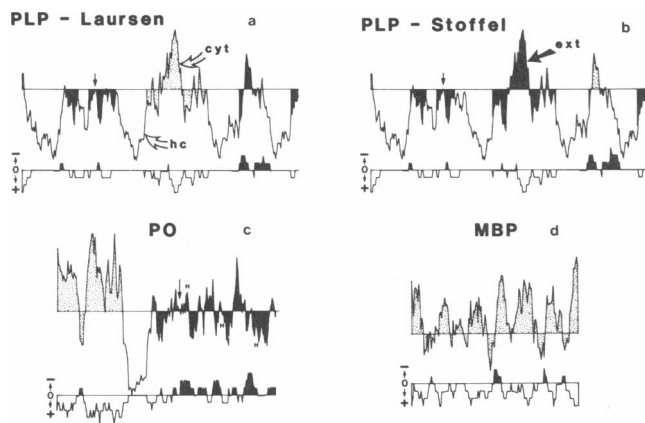 PLP - Laursen a
cyt
hc
− 0 +
PLP - Stoffel b
ext
− 0 +
PO c
H
H
H
− 0 +
MBP d
− 0 +